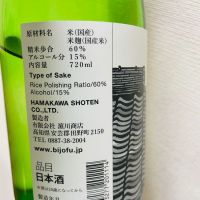 原材料名 米(国産)
米麹(国産米)
精米歩合 60%
アルコール分 15%
内容量 720ml
Type of Sake
Rice Polishing Ratio/60%
Alcohol/15%
HAMAKAWA SHOTEN
CO.,LTD.
製造者
有限会社 濵川商店
高知県安芸郡田野町2150
TEL 0887-38-2004
www.bijofu.jp
品目
日本酒